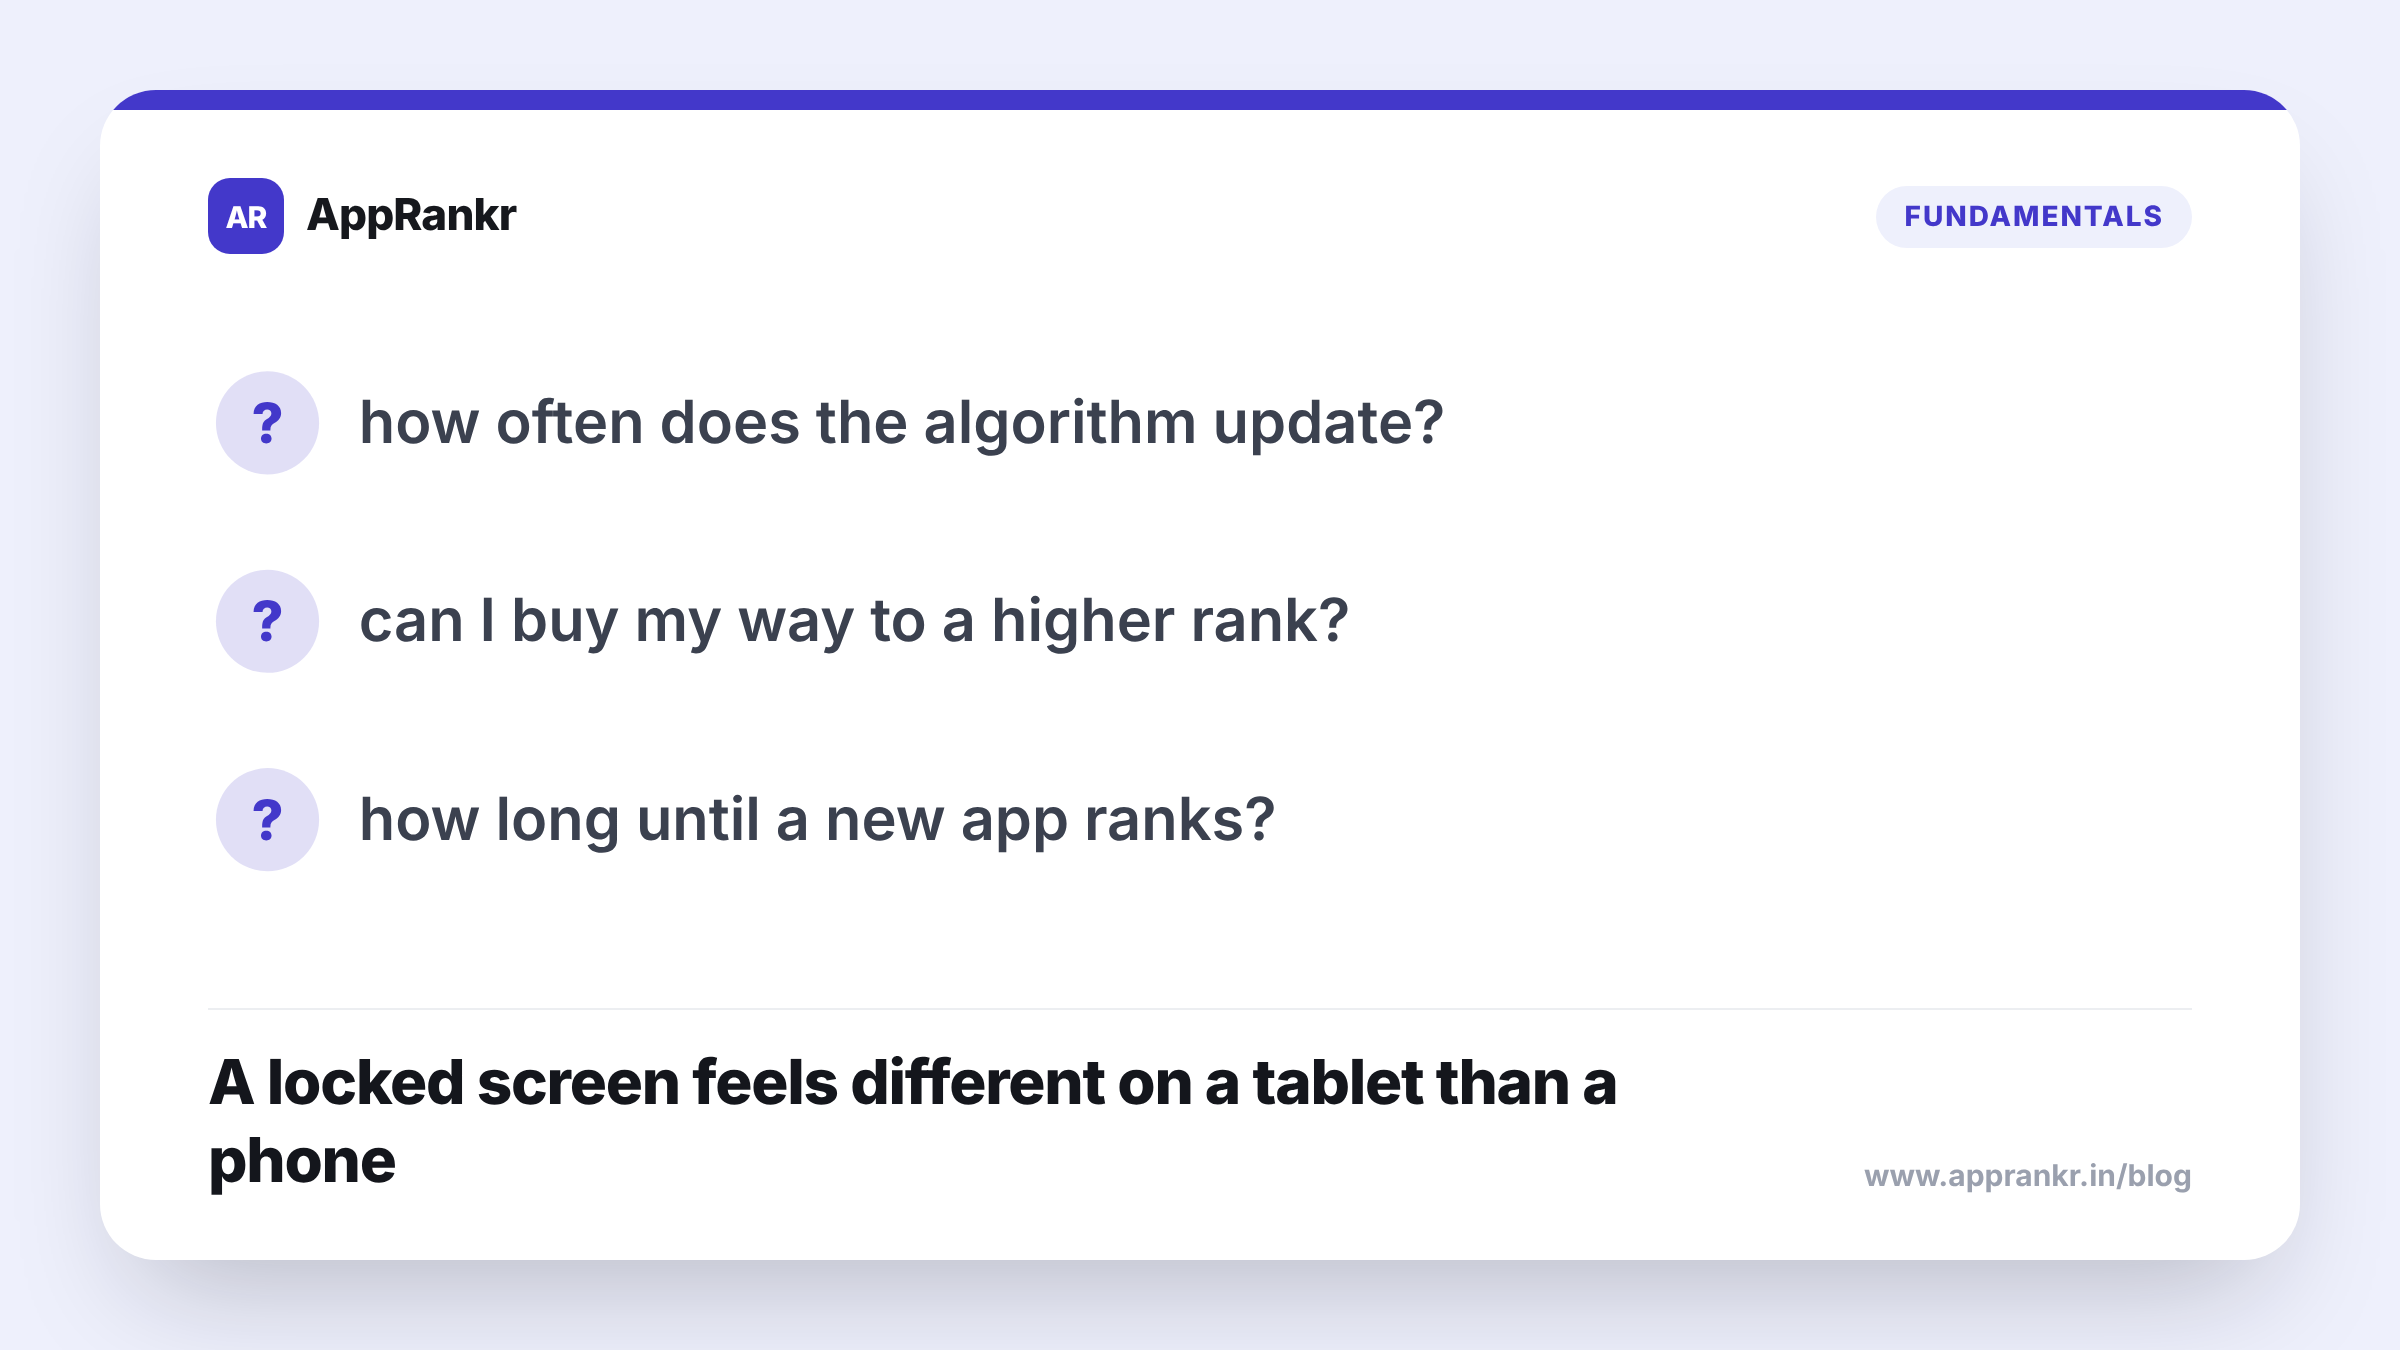 AR AppRankr
FUNDAMENTALS
? how often does the algorithm update?
? can I buy my way to a higher rank?
? how long until a new app ranks?
A locked screen feels different on a tablet than a
phone
www.apprankr.in/blog